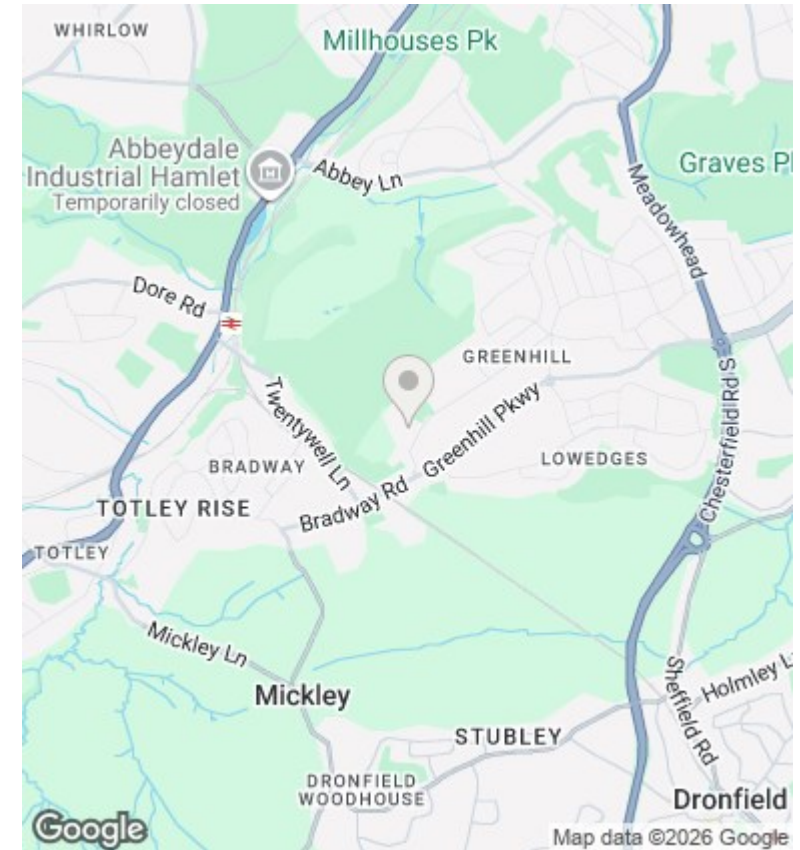 WHIRLOW
Millhouses Pk
Abbeydale
Industrial Hamlet
Temporarily closed
Abbey Ln
Graves
Meadowhead
Dore Rd
GREENHILL
Twentywell Ln
Greenhill Pkwy
BRADWAY
LOWEDGES
Chesterfield Rd S
TOTLEY RISE
Bradway Rd
TOTLEY
Mickley Ln
Mickley
Holmley L
Sheffield Rd
STUBLEY
DRONFIELD
WOODHOUSE
Dronfield
Google
Map data ©2026 Google